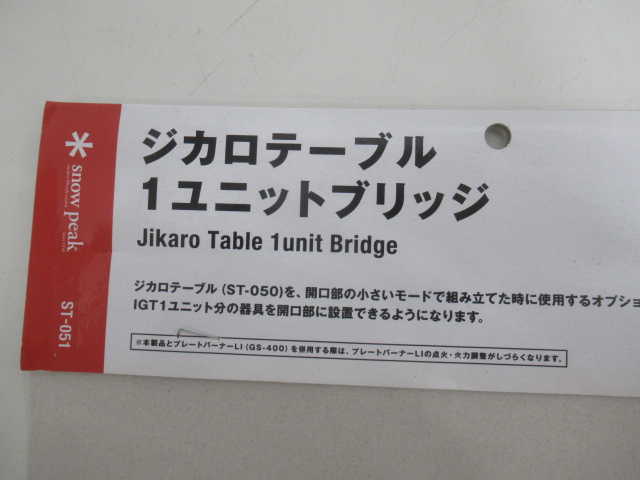 snow peak
ST-051
ジカロテーブル
1ユニットブリッジ
Jikaro Table 1unit Bridge
ジカロテーブル(ST-050)を、開口部の小さいモードで組み立てた時に使用するオプショ
IGT1ユニット分の器具を開口部に設置できるようになります。
※本製品とプレートバーナーLI(GS-400)を併用する際は、プレートバーナーLIの点火・火力調整がしづらくなります。